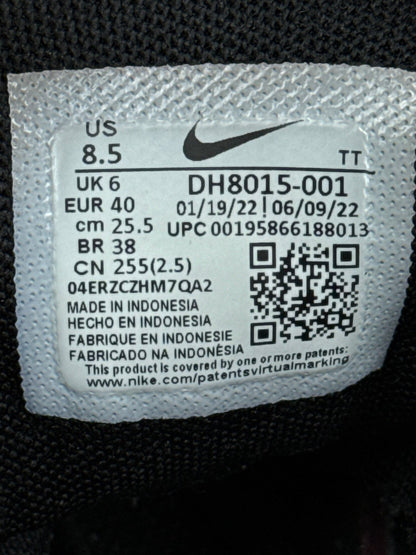 US
8.5
TT
UK 6
DH8015-001
EUR 40
01/19/22 | 06/09/22
cm 25.5
UPC 00195866188013
BR 38
CN 255(2.5)
04ERZCZHM7QA2
MADE IN INDONESIA
HECHO EN INDONESIA
FABRIQUE EN INDONESIE
FABRICADO NA INDONÉSIA
This product is covered by one or more patents:
www.nike.com/patentsvirtualmarking